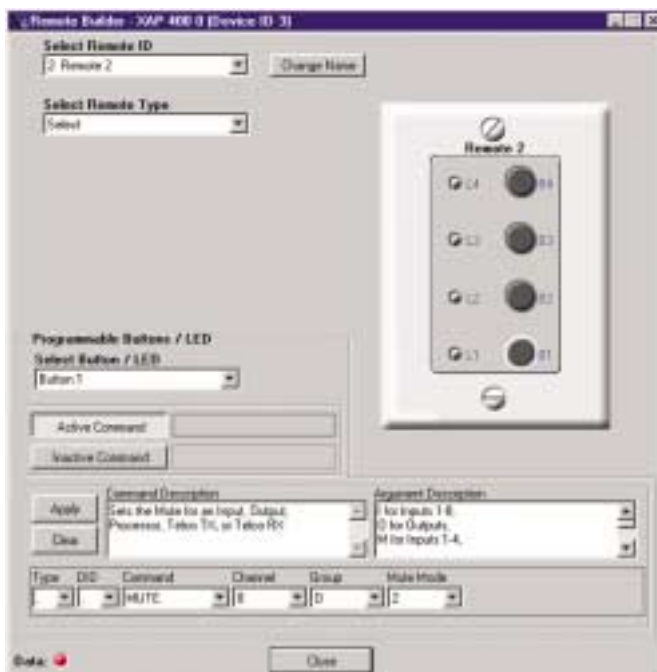 Remote Builder - XAP 400 0 (Device ID 3)
Select Remote ID
2 Remote 2
Change Name
Select Remote Type
Select
Remote 2
L4 B4
L3 B3
L2 B2
L1 B1
Programmable Buttons / LED
Select Button / LED
Button 1
Active Command
Inactive Command
Apply
Clear
Command Description
Sets the Mute for an Input, Output,
Processor, Telco TX, or Telco RX
Argument Description
I for Inputs 1-8,
O for Outputs,
M for Inputs 1-4,
Type DID Command Channel Group Mute Mode
MUTE 8 2
Data:
Close